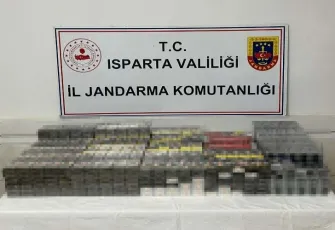 T.C.
ISPARTA VALİLİĞİ
İL JANDARMA KOMUTANLIĞI